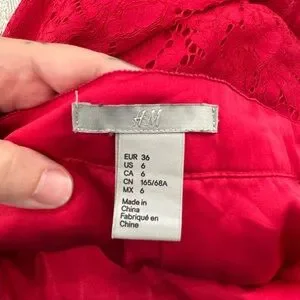 H&M
EUR 36
US 6
CA 6
CN 165/68A
MX 6
Made in
China
Fabriqué en
Chine